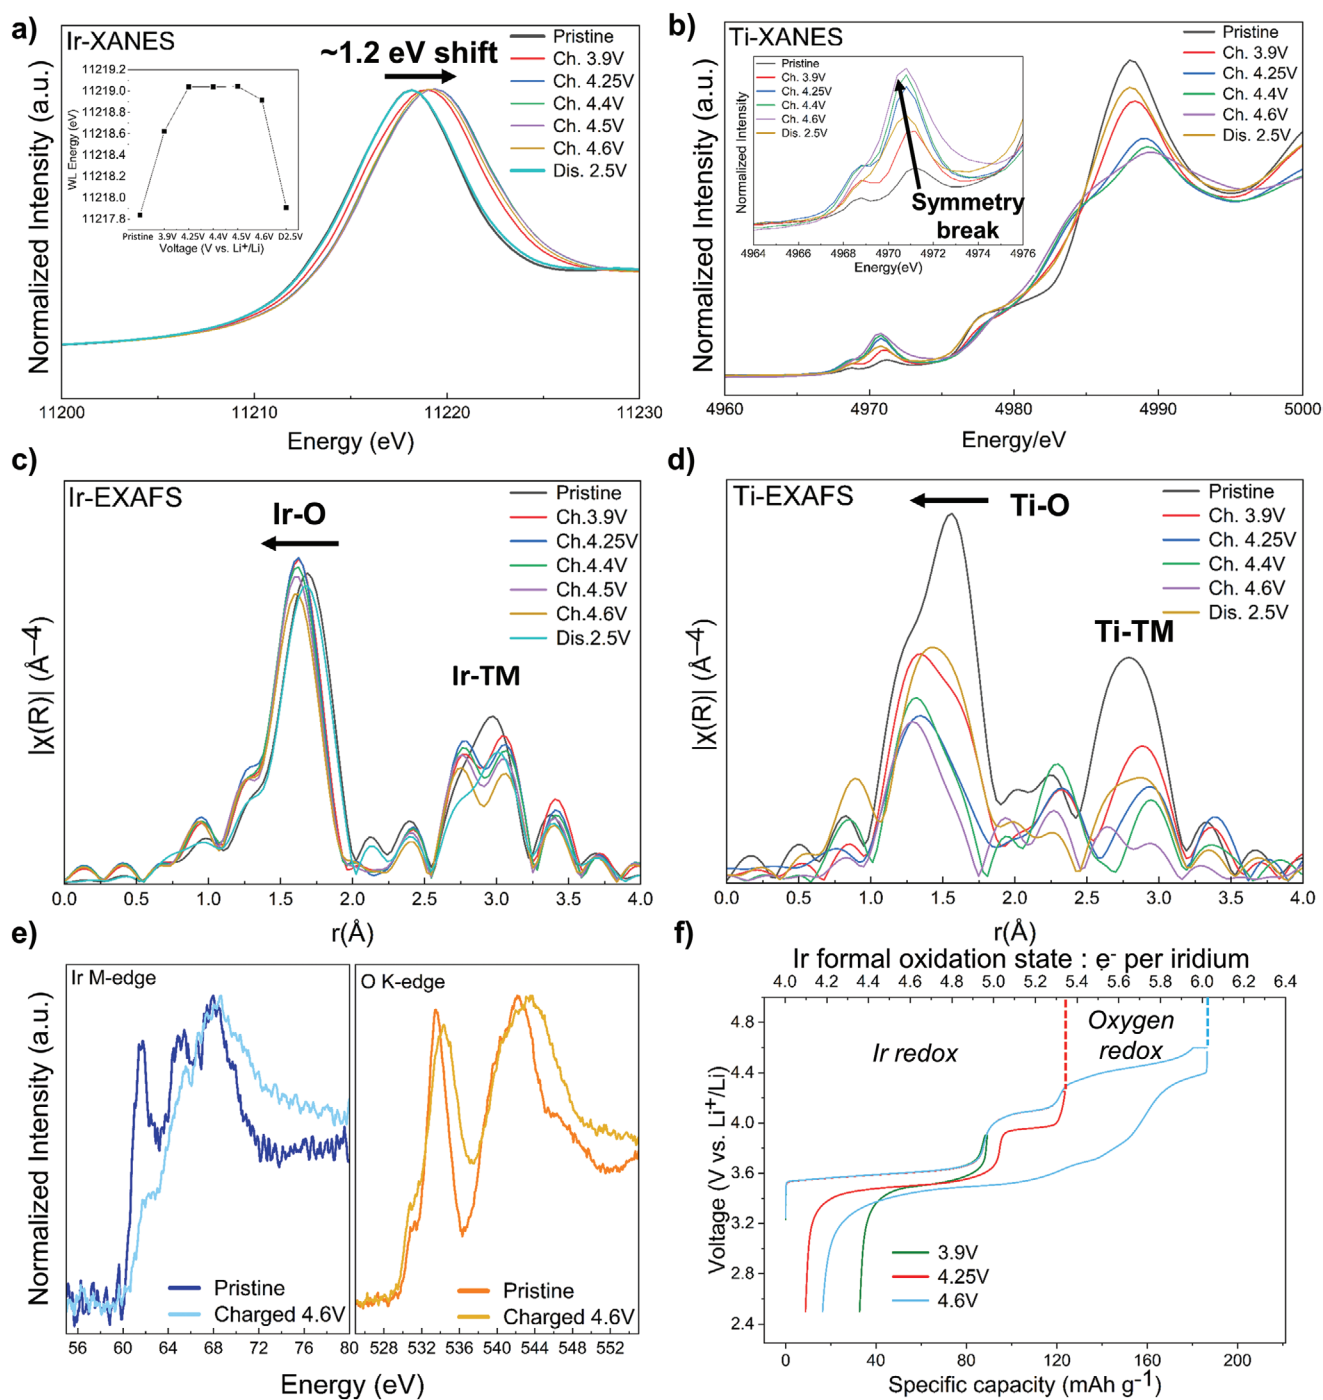 a)
Ir-XANES
~1.2 eV shift
Pristine
Ch. 3.9V
Ch. 4.25V
Ch. 4.4V
Ch. 4.5V
Ch. 4.6V
Dis. 2.5V
11219.2
11219.0
11218.8
11218.6
11218.4
11218.2
11218.0
11217.8
WL Energy (eV)
Pristine 3.9V 4.25V 4.4V 4.5V 4.6V D2.5V
Voltage (V vs. Li⁺/Li)
Normalized Intensity (a.u.)
11200 11210 11220 11230
Energy (eV)
b)
Ti-XANES
Pristine
Ch. 3.9V
Ch. 4.25V
Ch. 4.4V
Ch. 4.6V
Dis. 2.5V
Pristine
Ch. 3.9V
Ch. 4.25V
Ch. 4.4V
Ch. 4.6V
Dis. 2.5V
Symmetry
break
Normalized Intensity
4964 4966 4968 4970 4972 4974 4976
Energy(eV)
Normalized Intensity (a.u.)
4960 4970 4980 4990 5000
Energy/eV
c)
Ir-EXAFS
Ir-O
Ir-TM
Pristine
Ch.3.9V
Ch.4.25V
Ch.4.4V
Ch.4.5V
Ch.4.6V
Dis.2.5V
|χ(R)| (Å⁻⁴)
0.0 0.5 1.0 1.5 2.0 2.5 3.0 3.5 4.0
r(Å)
d)
Ti-EXAFS
Ti-O
Ti-TM
Pristine
Ch. 3.9V
Ch. 4.25V
Ch. 4.4V
Ch. 4.6V
Dis. 2.5V
|χ(R)| (Å⁻⁴)
0.0 0.5 1.0 1.5 2.0 2.5 3.0 3.5 4.0
r(Å)
e)
Ir M-edge
O K-edge
Normalized Intensity (a.u.)
Pristine
Charged 4.6V
Pristine
Charged 4.6V
56 60 64 68 72 76 80
528 536 544 552
Energy (eV)
f)
Ir formal oxidation state : e⁻ per iridium
4.0 4.2 4.4 4.6 4.8 5.0 5.2 5.4 5.6 5.8 6.0 6.2 6.4
Ir redox
Oxygen
redox
4.8
4.4
4.0
3.6
3.2
2.8
2.4
Voltage (V vs. Li⁺/Li)
3.9V
4.25V
4.6V
0 40 80 120 160 200
Specific capacity (mAh g⁻¹)